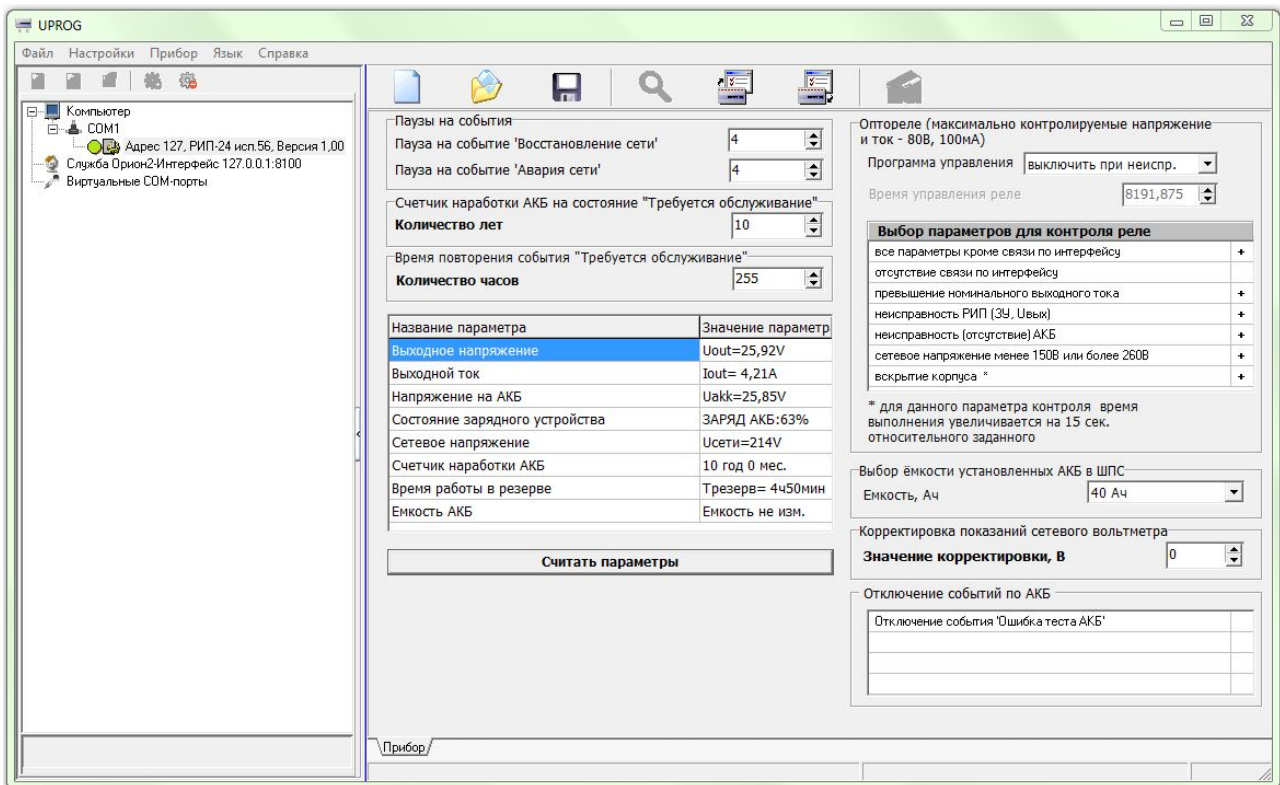 UPROG
Файл Настройки Прибор Язык Справка
Компьютер
COM1
Адрес 127, РИП-24 исп.56, Версия 1,00
Служба Орион2-Интерфейс 127.0.0.1:8100
Виртуальные COM-порты
Паузы на события
Пауза на событие 'Восстановление сети' 4
Пауза на событие 'Авария сети' 4
Счетчик наработки АКБ на состояние "Требуется обслуживание"
Количество лет 10
Время повторения события "Требуется обслуживание"
Количество часов 255
Название параметра Значение параметр
Выходное напряжение Uout=25,92V
Выходной ток Iout= 4,21A
Напряжение на АКБ Uakk=25,85V
Состояние зарядного устройства ЗАРЯД АКБ:63%
Сетевое напряжение Uсети=214V
Счетчик наработки АКБ 10 год 0 мес.
Время работы в резерве Трезерв= 4ч50мин
Емкость АКБ Емкость не изм.
Считать параметры
Оптореле (максимально контролируемые напряжение
и ток - 80В, 100мА)
Программа управления выключить при неиспр.
Время управления реле 8191,875
Выбор параметров для контроля реле
все параметры кроме связи по интерфейсу +
отсутствие связи по интерфейсу
превышение номинального выходного тока +
неисправность РИП (ЗУ, Uвых) +
неисправность (отсутствие) АКБ +
сетевое напряжение менее 150В или более 260В +
вскрытие корпуса * +
* для данного параметра контроля время
выполнения увеличивается на 15 сек.
относительного заданного
Выбор ёмкости установленных АКБ в ШПС
Емкость, Ач 40 Ач
Корректировка показаний сетевого вольтметра
Значение корректировки, В 0
Отключение событий по АКБ
Отключение события 'Ошибка теста АКБ'
Прибор